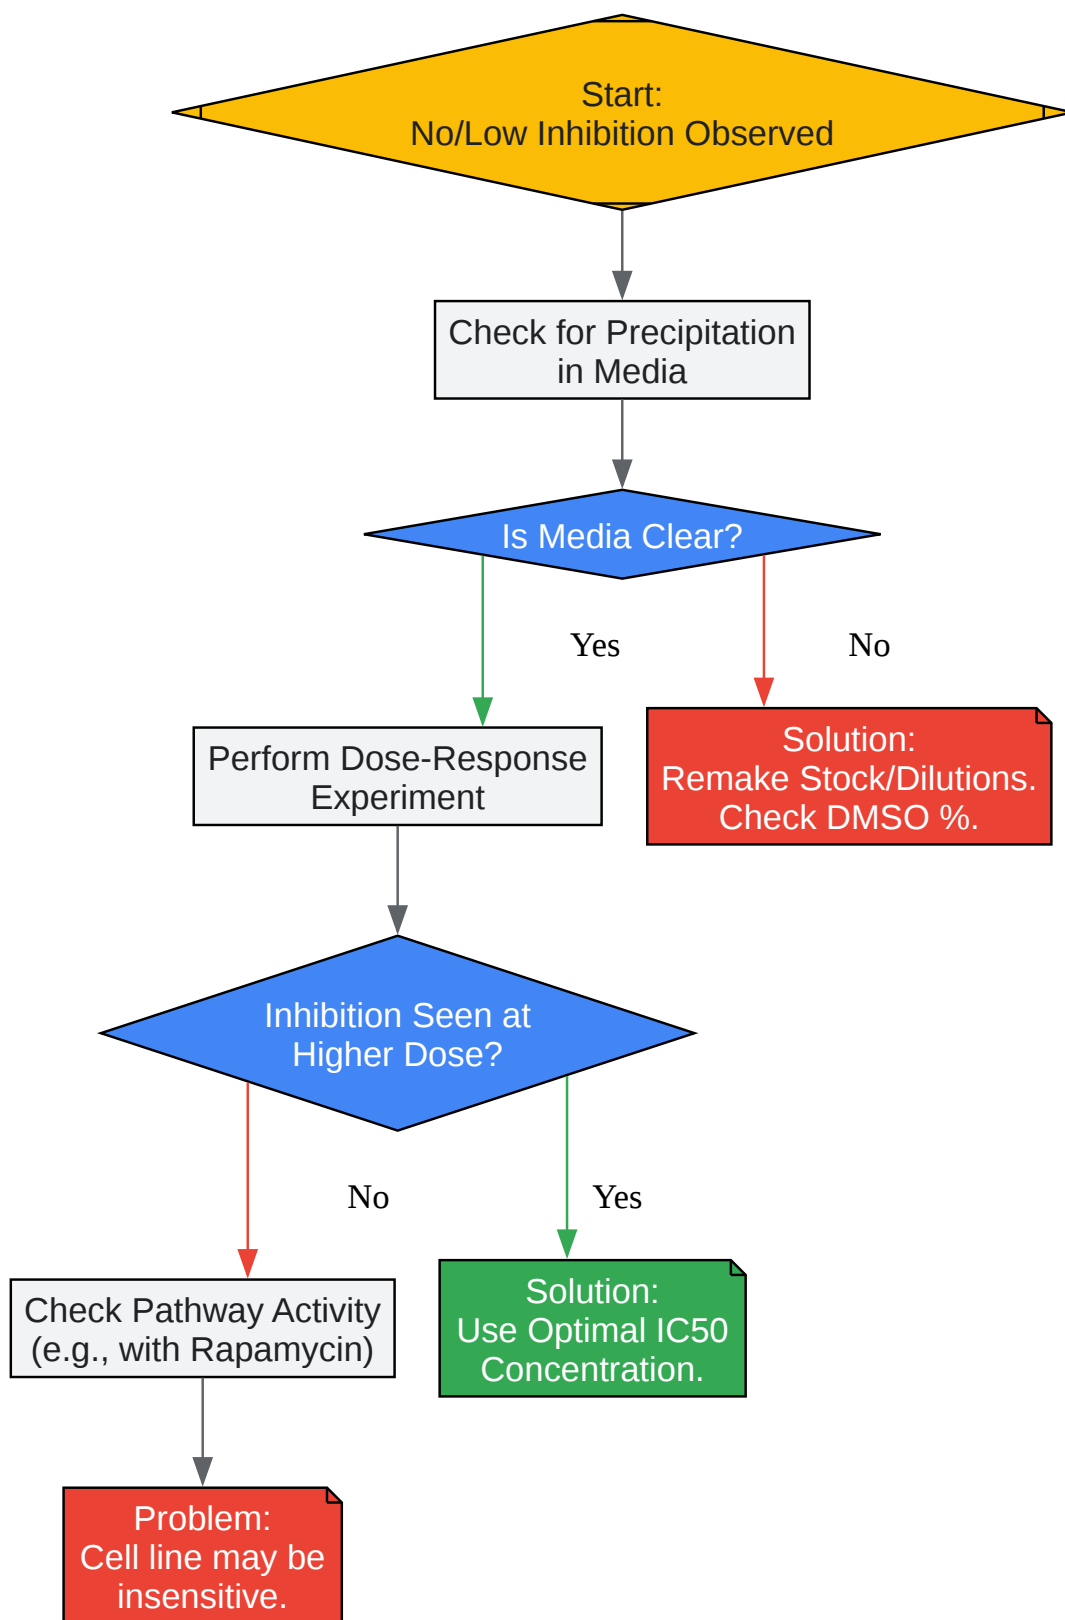 Start:
No/Low Inhibition Observed
Check for Precipitation
in Media
Is Media Clear?
Yes
No
Perform Dose-Response
Experiment
Solution:
Remake Stock/Dilutions.
Check DMSO %.
Inhibition Seen at
Higher Dose?
No
Yes
Check Pathway Activity
(e.g., with Rapamycin)
Solution:
Use Optimal IC50
Concentration.
Problem:
Cell line may be
insensitive.